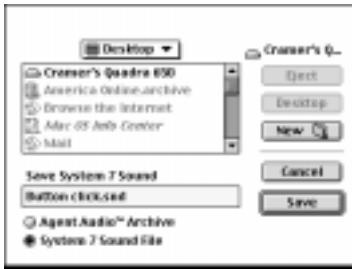 Desktop
Cramer's Q...
Cramer's Quadra 650
America Online.archive
Browse the Internet
Mac OS Info Center
Mail
Eject
Desktop
New
Cancel
Save
Save System 7 Sound
Button click.snd
Agent Audio™ Archive
System 7 Sound File